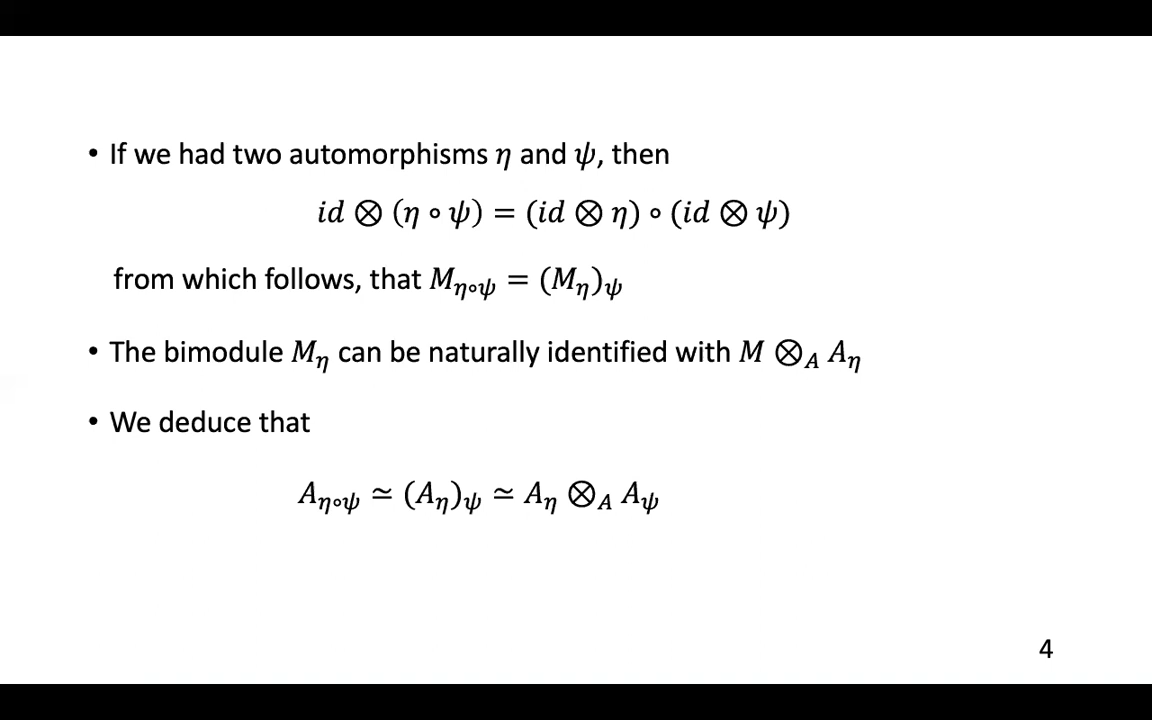 • If we had two automorphisms η and ψ, then
id ⊗ (η ∘ ψ) = (id ⊗ η) ∘ (id ⊗ ψ)
from which follows, that M_{η∘ψ} = (M_η)_ψ
• The bimodule M_η can be naturally identified with M ⊗_A A_η
• We deduce that
A_{η∘ψ} ≃ (A_η)_ψ ≃ A_η ⊗_A A_ψ
4